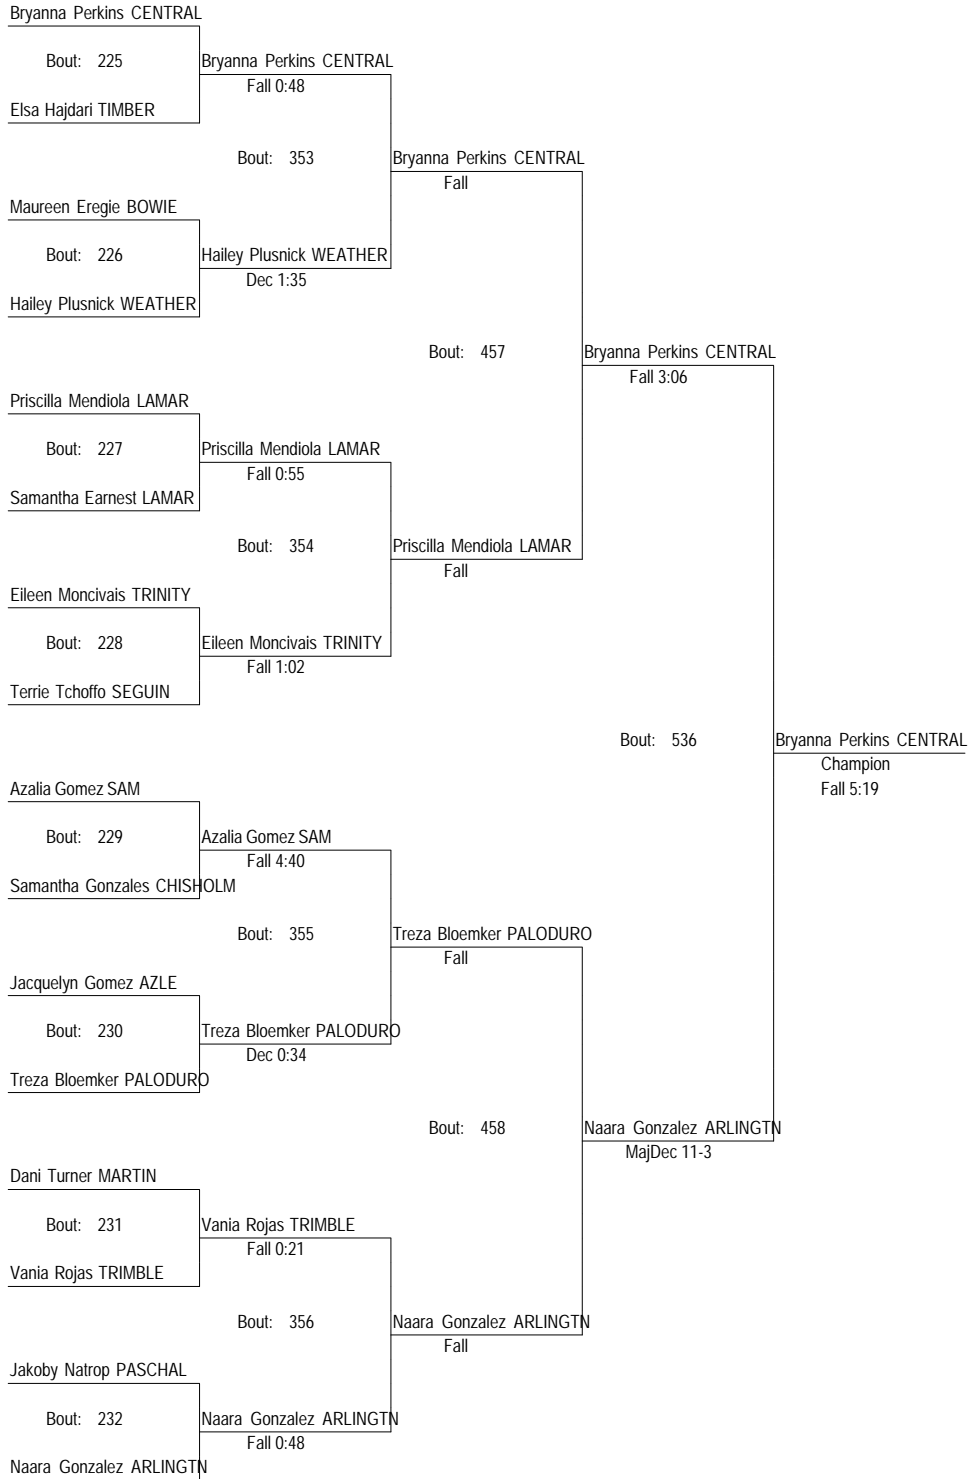 Bryanna Perkins CENTRAL
Bout: 225 Bryanna Perkins CENTRAL
Fall 0:48
Elsa Hajdari TIMBER
Bout: 353 Bryanna Perkins CENTRAL
Fall
Maureen Eregie BOWIE
Bout: 226 Hailey Plusnick WEATHER
Dec 1:35
Hailey Plusnick WEATHER
Bout: 457 Bryanna Perkins CENTRAL
Fall 3:06
Priscilla Mendiola LAMAR
Bout: 227 Priscilla Mendiola LAMAR
Fall 0:55
Samantha Earnest LAMAR
Bout: 354 Priscilla Mendiola LAMAR
Fall
Eileen Moncivais TRINITY
Bout: 228 Eileen Moncivais TRINITY
Fall 1:02
Terrie Tchoffo SEGUIN
Bout: 536 Bryanna Perkins CENTRAL
Champion
Azalia Gomez SAM
Fall 5:19
Bout: 229 Azalia Gomez SAM
Fall 4:40
Samantha Gonzales CHISHOLM
Bout: 355 Treza Bloemker PALODURO
Fall
Jacquelyn Gomez AZLE
Bout: 230 Treza Bloemker PALODURO
Dec 0:34
Treza Bloemker PALODURO
Bout: 458 Naara Gonzalez ARLINGTN
MajDec 11-3
Dani Turner MARTIN
Bout: 231 Vania Rojas TRIMBLE
Fall 0:21
Vania Rojas TRIMBLE
Bout: 356 Naara Gonzalez ARLINGTN
Fall
Jakoby Natrop PASCHAL
Bout: 232 Naara Gonzalez ARLINGTN
Fall 0:48
Naara Gonzalez ARLINGTN